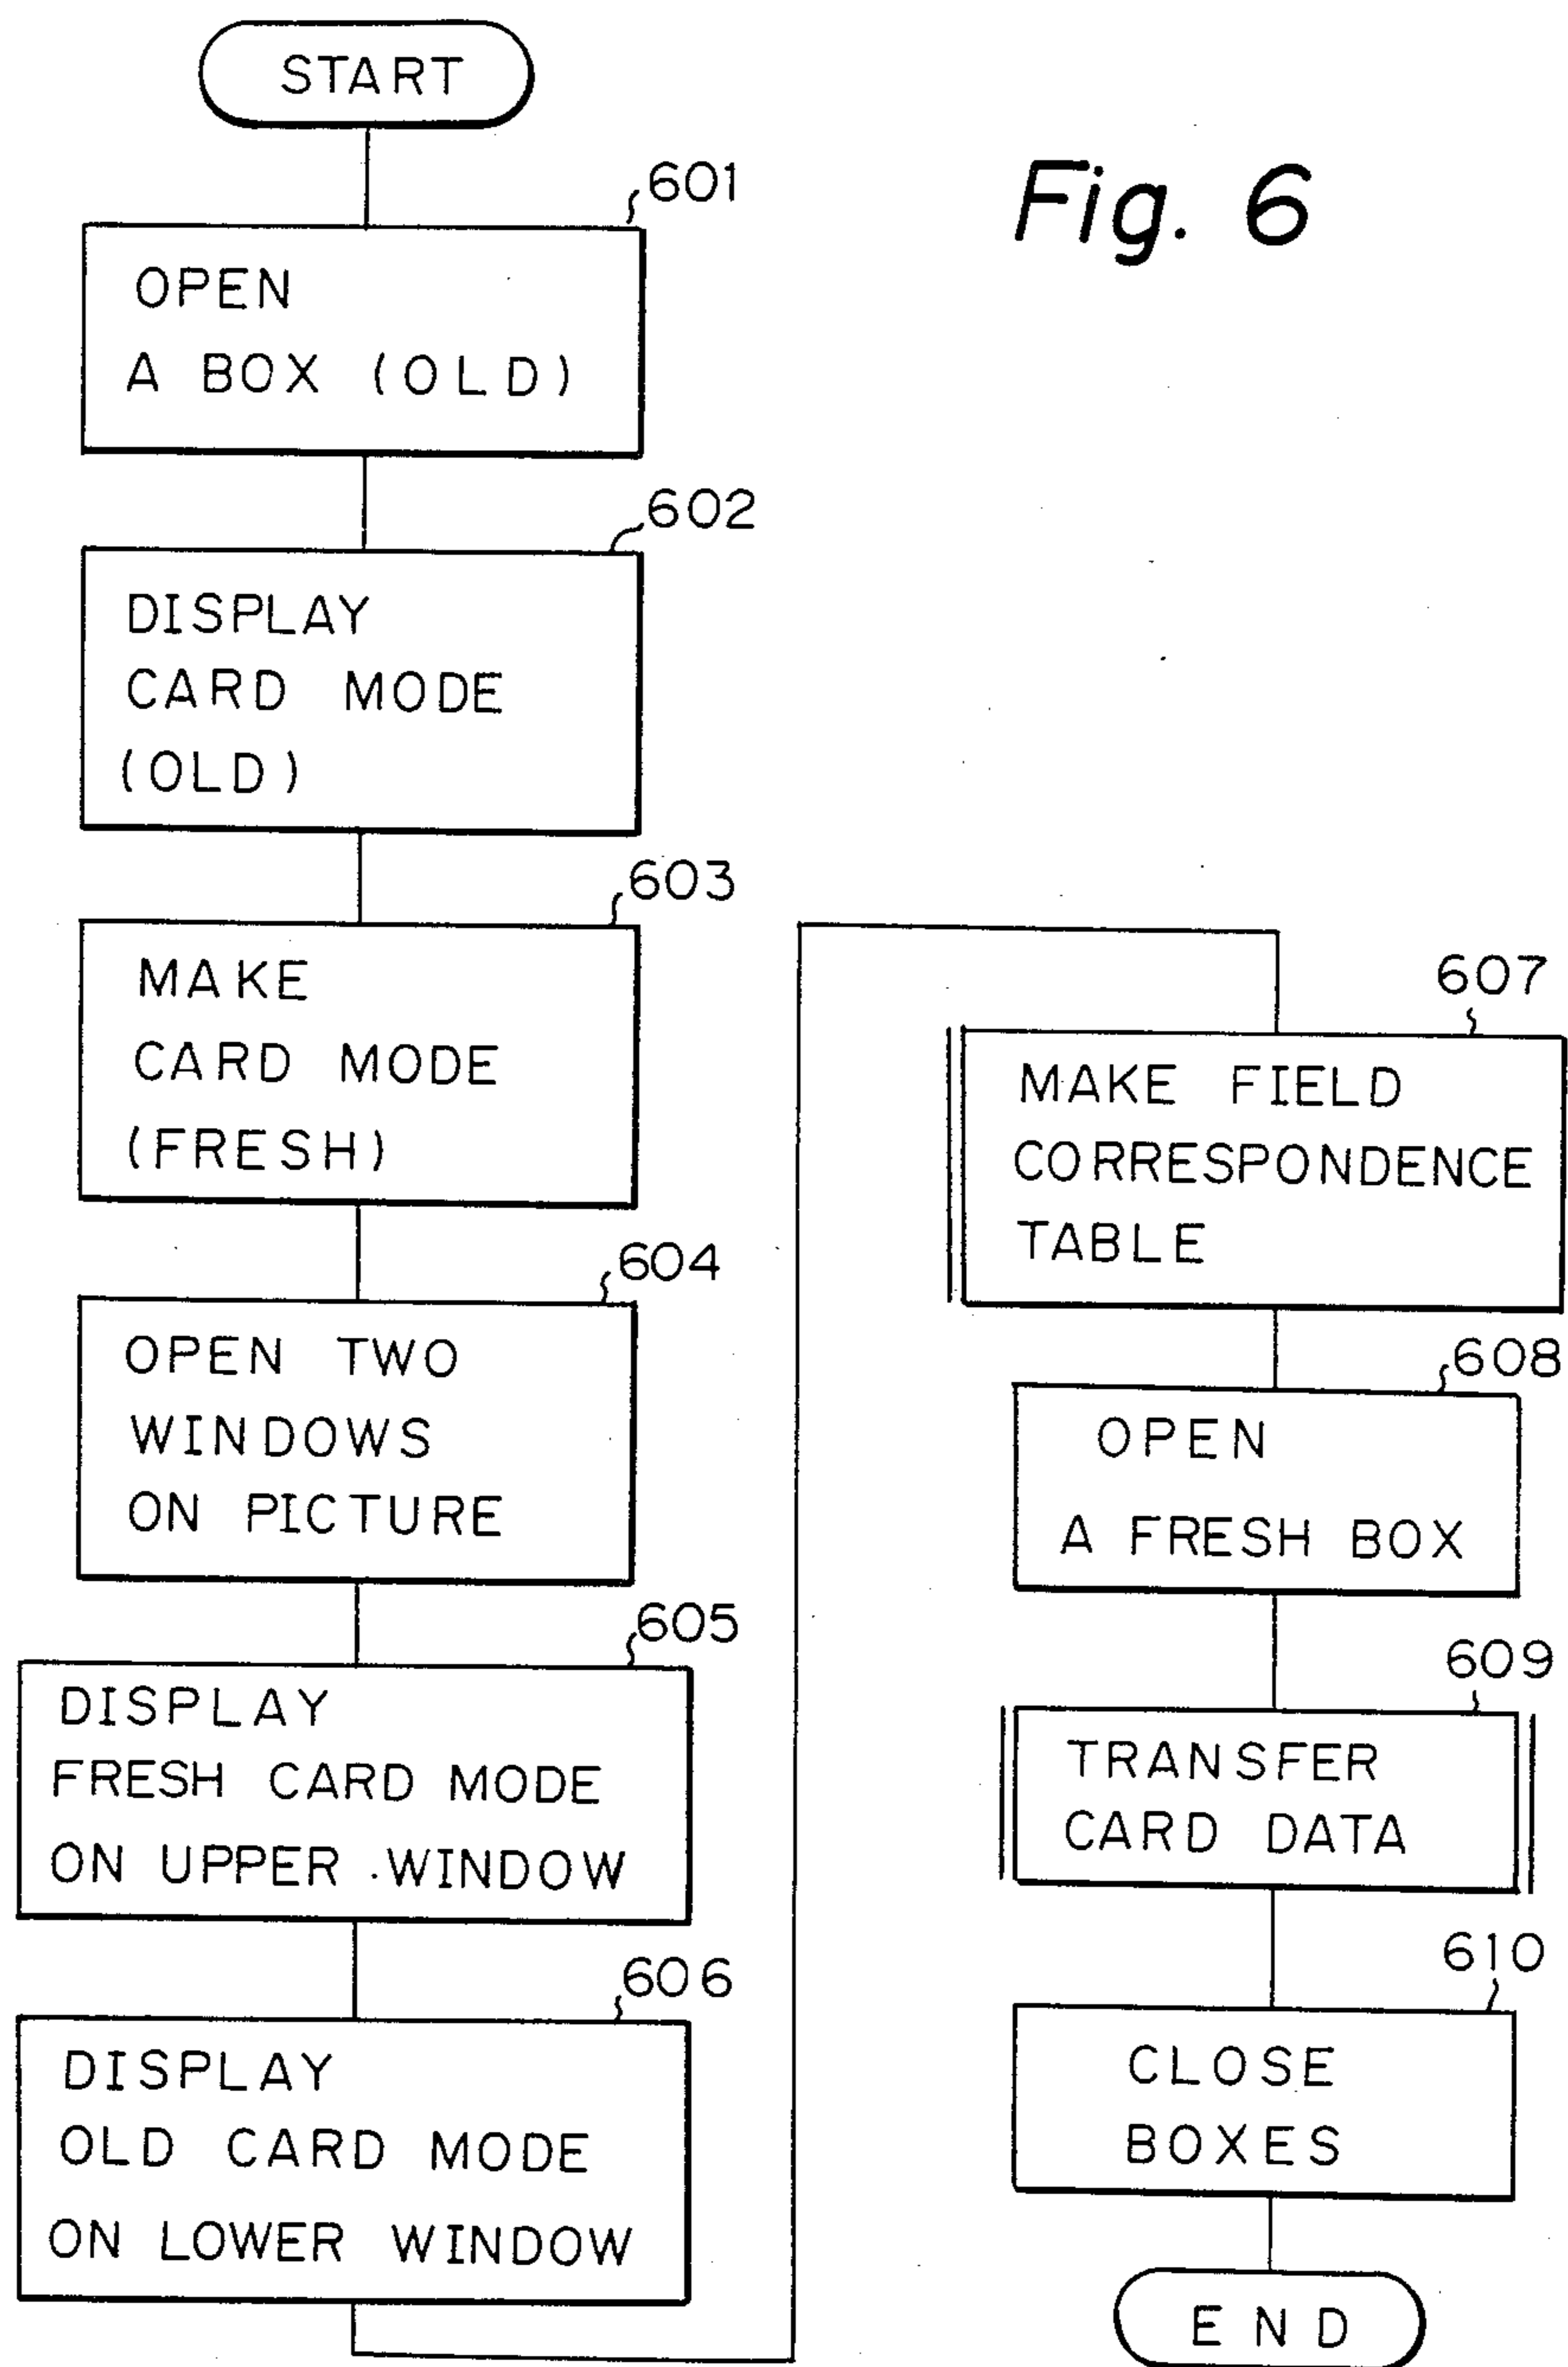 START
Fig. 6
601
OPEN
A BOX (OLD)
602
DISPLAY
CARD MODE
(OLD)
603
MAKE
CARD MODE
(FRESH)
604
OPEN TWO
WINDOWS
ON PICTURE
605
DISPLAY
FRESH CARD MODE
ON UPPER WINDOW
606
DISPLAY
OLD CARD MODE
ON LOWER WINDOW
607
MAKE FIELD
CORRESPONDENCE
TABLE
608
OPEN
A FRESH BOX
609
TRANSFER
CARD DATA
610
CLOSE
BOXES
END